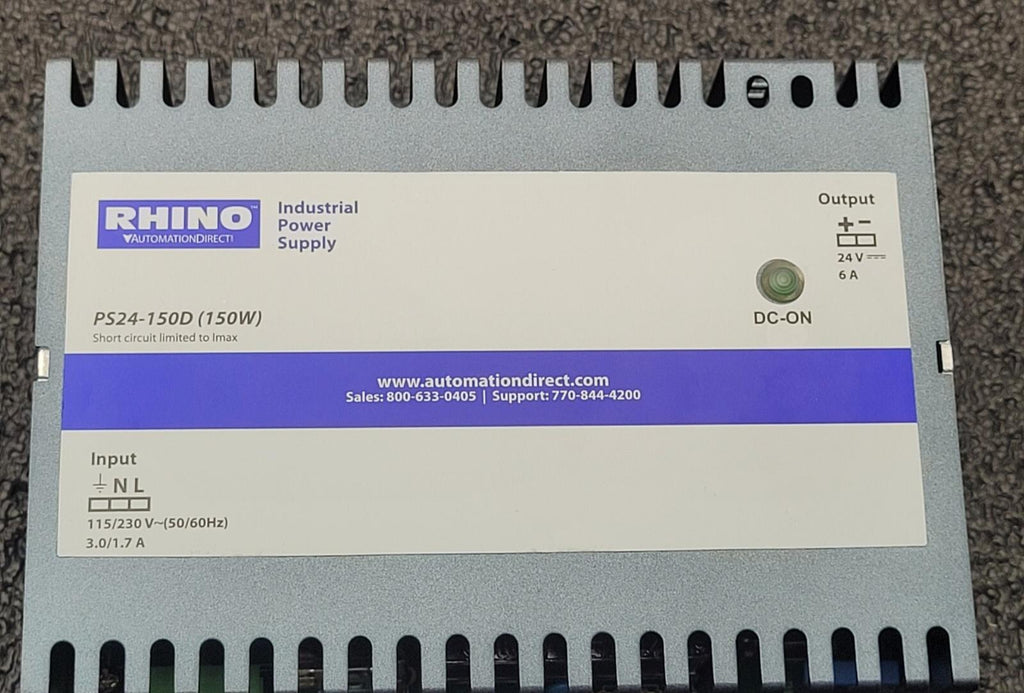 RHINO™
AUTOMATIONDIRECT!
Industrial
Power
Supply
Output
+ −
24 V ⎓
6 A
DC-ON
PS24-150D (150W)
Short circuit limited to Imax
www.automationdirect.com
Sales: 800-633-0405 | Support: 770-844-4200
Input
⏚ N L
115/230 V~(50/60Hz)
3.0/1.7 A